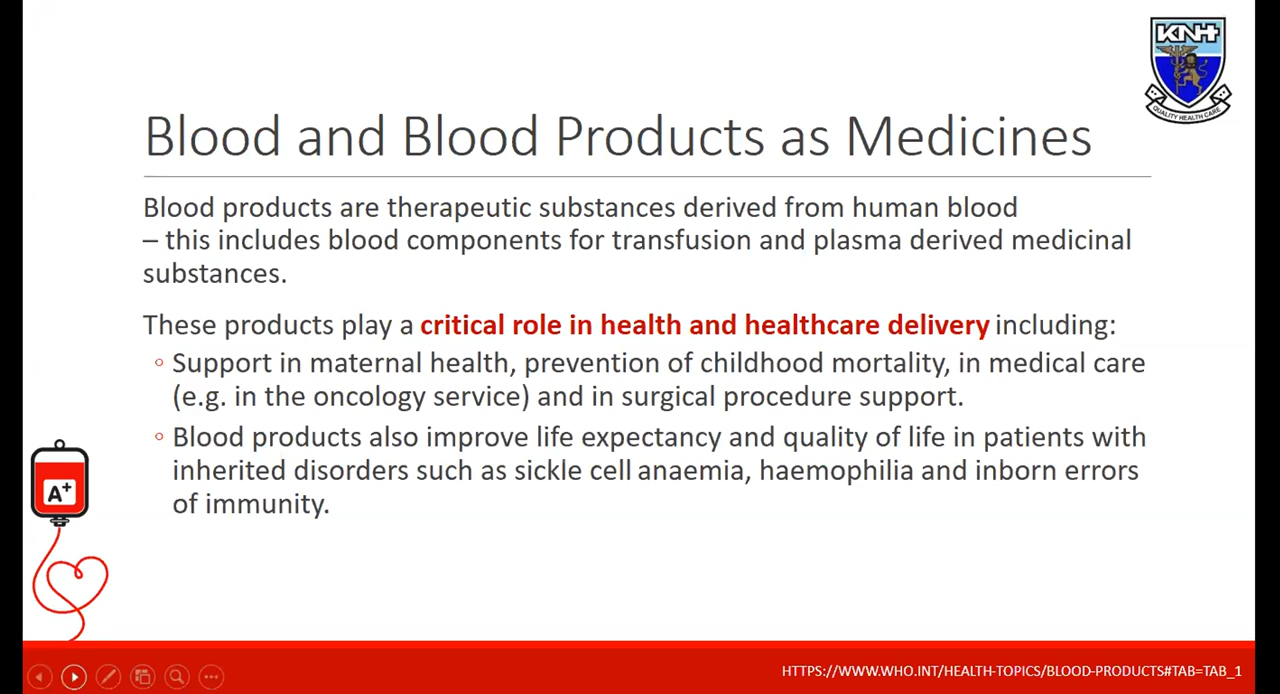 KNH
QUALITY HEALTH CARE
Blood and Blood Products as Medicines
Blood products are therapeutic substances derived from human blood
– this includes blood components for transfusion and plasma derived medicinal
substances.
These products play a critical role in health and healthcare delivery including:
◦ Support in maternal health, prevention of childhood mortality, in medical care
(e.g. in the oncology service) and in surgical procedure support.
◦ Blood products also improve life expectancy and quality of life in patients with
inherited disorders such as sickle cell anaemia, haemophilia and inborn errors
of immunity.
A+
HTTPS://WWW.WHO.INT/HEALTH-TOPICS/BLOOD-PRODUCTS#TAB=TAB_1